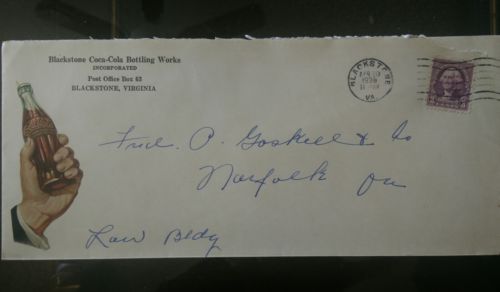 Blackstone Coca-Cola Bottling Works
INCORPORATED
Post Office Box 63
BLACKSTONE, VIRGINIA
BLACKSTONE
VA.
Fred. P. Gaskell & Co
Norfolk Va
Law Bldg